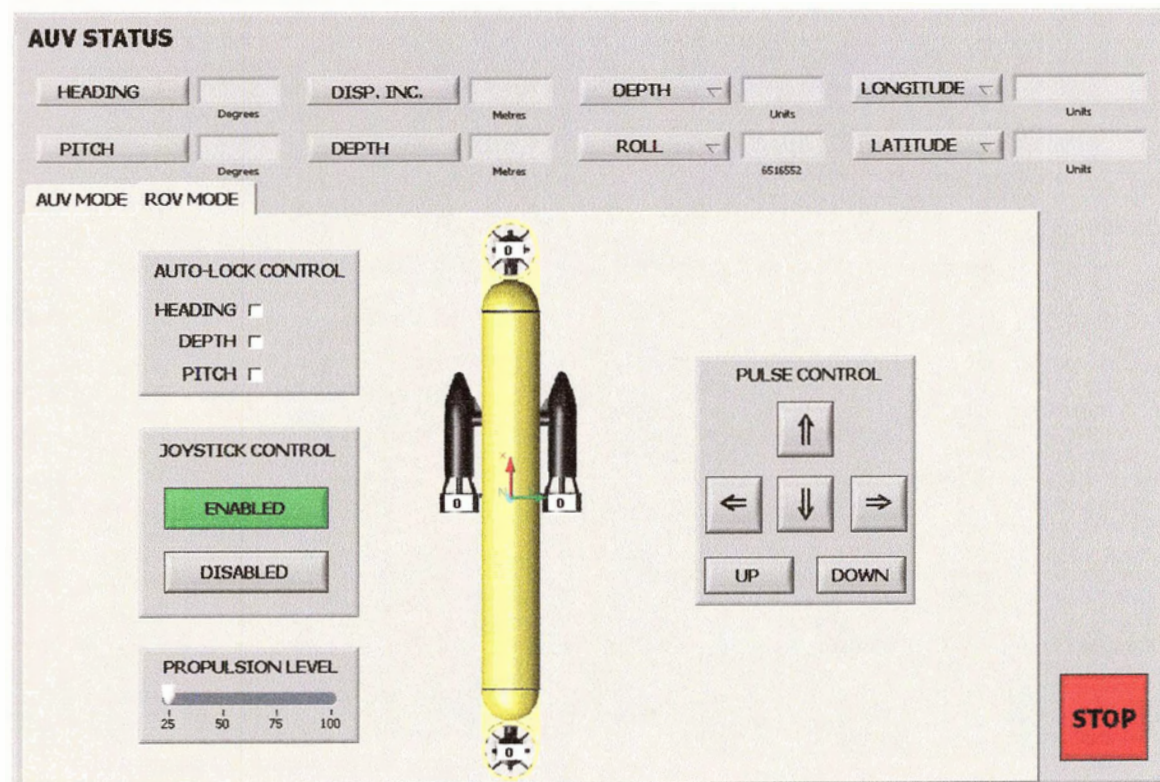 AUV STATUS
HEADING
Degrees
DISP. INC.
Metres
DEPTH
Units
LONGITUDE
Units
PITCH
Degrees
DEPTH
Metres
ROLL
6516552
LATITUDE
Units
AUV MODE ROV MODE
AUTO-LOCK CONTROL
HEADING
DEPTH
PITCH
JOYSTICK CONTROL
ENABLED
DISABLED
PROPULSION LEVEL
25 50 75 100
0
0 0
0
X
PULSE CONTROL
⇑
⇐ ⇓ ⇒
UP DOWN
STOP